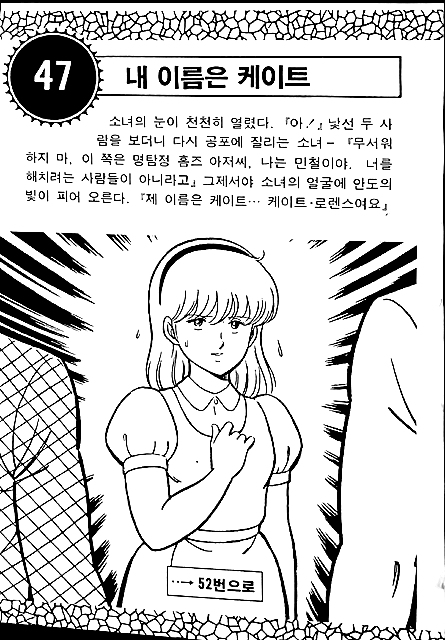 47
내 이름은 케이트
소녀의 눈이 천천히 열렸다. 『아!』 낯선 두 사
람을 보더니 다시 공포에 질리는 소녀− 『무서워
하지 마, 이 쪽은 명탐정 홈즈 아저씨, 나는 민철이야. 너를
해치려는 사람들이 아니라고』 그제서야 소녀의 얼굴에 안도의
빛이 피어 오른다. 『제 이름은 케이트… 케이트·로렌스여요』
···→ 52번으로